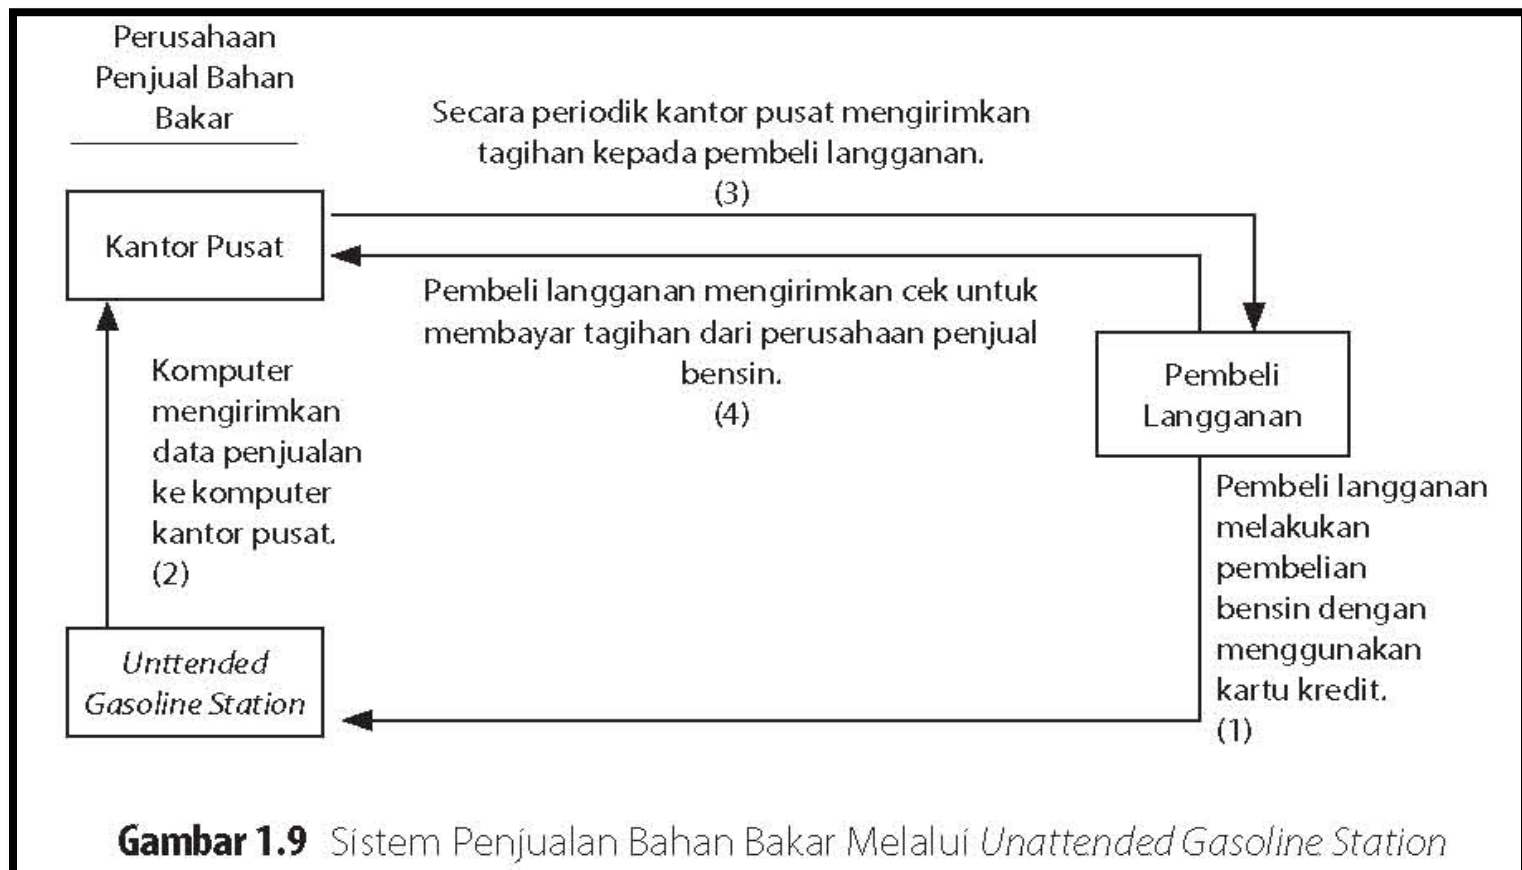 Perusahaan
Penjual Bahan
Bakar
Secara periodik kantor pusat mengirimkan
tagihan kepada pembeli langganan.
(3)
Kantor Pusat
Pembeli langganan mengirimkan cek untuk
membayar tagihan dari perusahaan penjual
bensin.
(4)
Pembeli
Langganan
Komputer
mengirimkan
data penjualan
ke komputer
kantor pusat.
(2)
Pembeli langganan
melakukan
pembelian
bensin dengan
menggunakan
kartu kredit.
(1)
Unttended
Gasoline Station
Gambar 1.9 Sistem Penjualan Bahan Bakar Melalui Unattended Gasoline Station